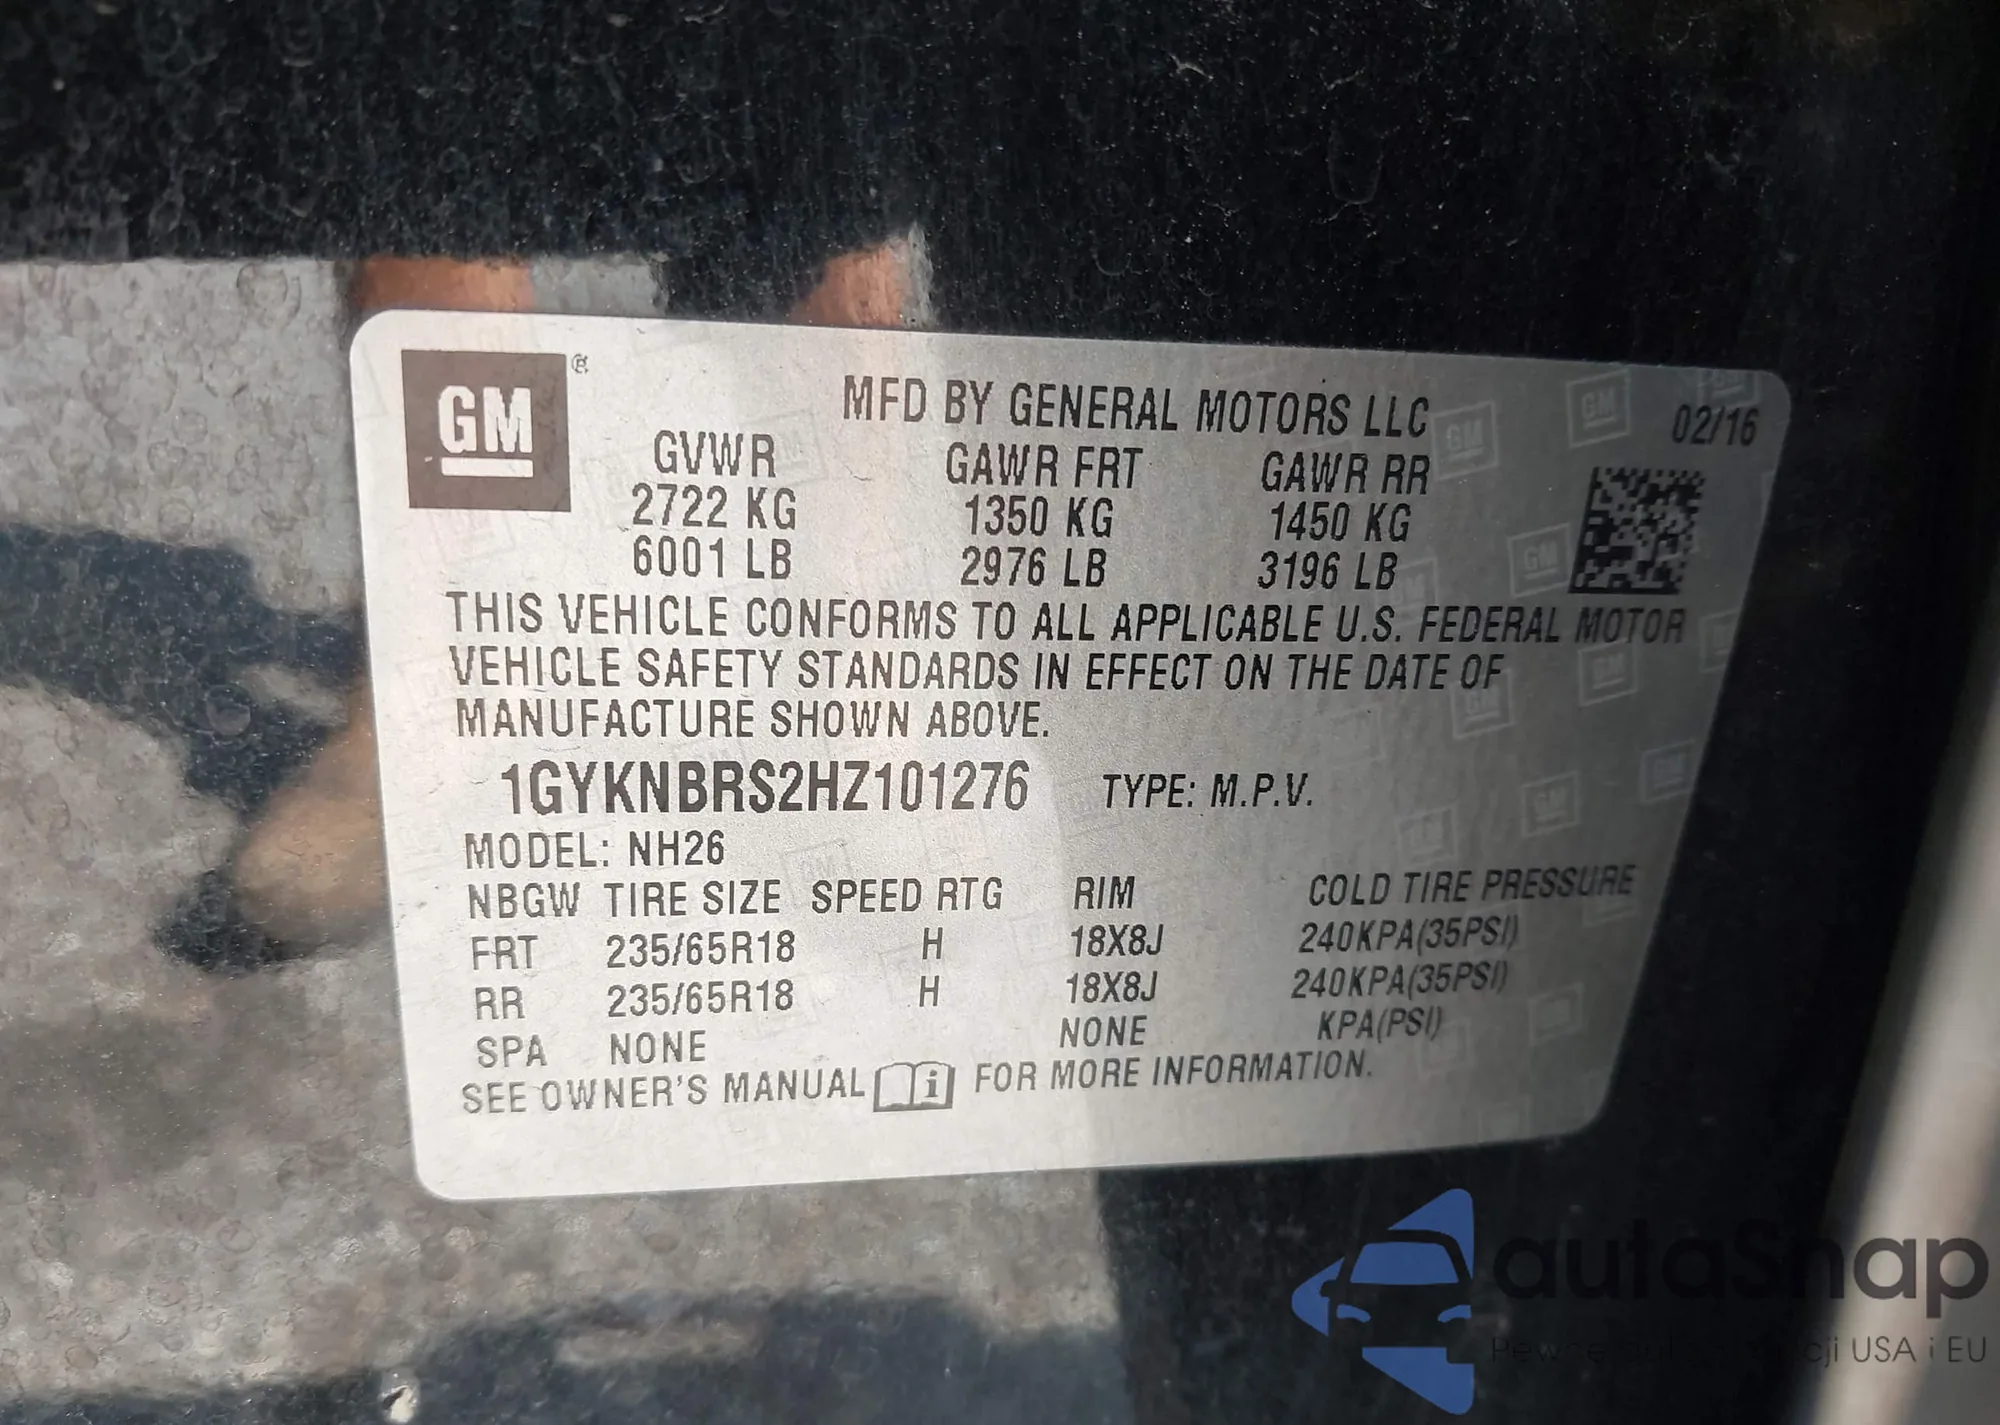 GM ®
MFD BY GENERAL MOTORS LLC
02/16
GVWR GAWR FRT GAWR RR
2722 KG 1350 KG 1450 KG
6001 LB 2976 LB 3196 LB
THIS VEHICLE CONFORMS TO ALL APPLICABLE U.S. FEDERAL MOTOR
VEHICLE SAFETY STANDARDS IN EFFECT ON THE DATE OF
MANUFACTURE SHOWN ABOVE.
1GYKNBRS2HZ101276 TYPE: M.P.V.
MODEL: NH26
NBGW TIRE SIZE SPEED RTG RIM COLD TIRE PRESSURE
FRT 235/65R18 H 18X8J 240KPA(35PSI)
RR 235/65R18 H 18X8J 240KPA(35PSI)
SPA NONE NONE KPA(PSI)
SEE OWNER'S MANUAL i FOR MORE INFORMATION.
autaSnap
USA i EU